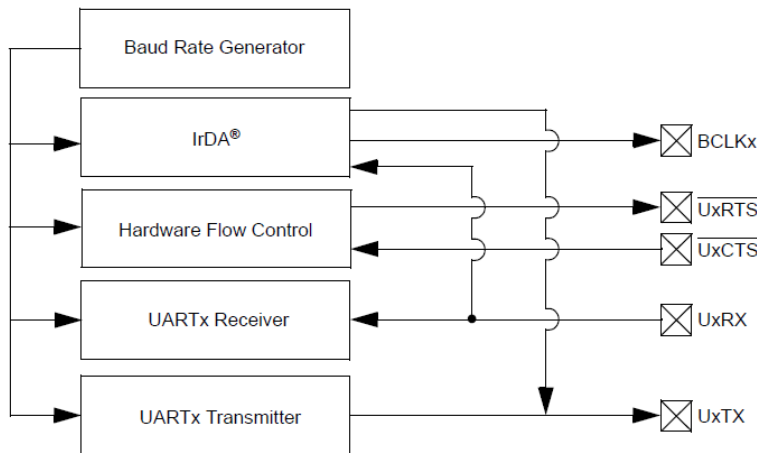 Baud Rate Generator
IrDA®
BCLKx
UxRTS
Hardware Flow Control
UxCTS
UARTx Receiver
UxRX
UARTx Transmitter
UxTX